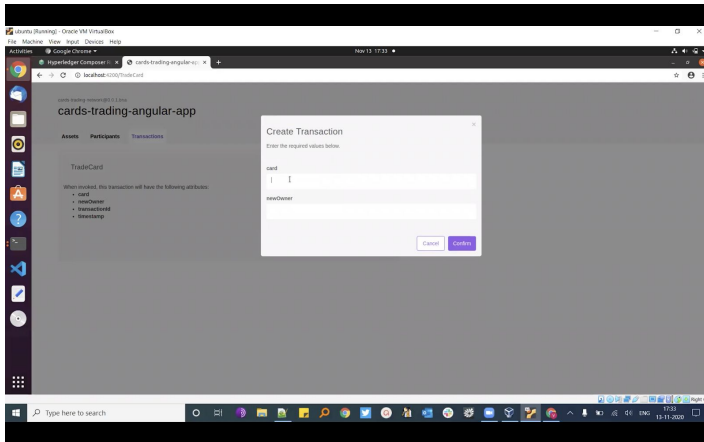 ubuntu [Running] - Oracle VM VirtualBox
File Machine View Input Devices Help
Activities Google Chrome Nov 13 17:33
Hyperledger Composer cards-trading-angular-app
localhost:4200/TradeCard
cards-trading-angular-app
Assets Participants Transactions
TradeCard
When invoked, this transaction will have the following attributes:
card
newOwner
transactionId
timestamp
Create Transaction
Enter the required values below.
card
newOwner
Cancel Confirm
Right
Type here to search
ENG
17:33
13-11-2020